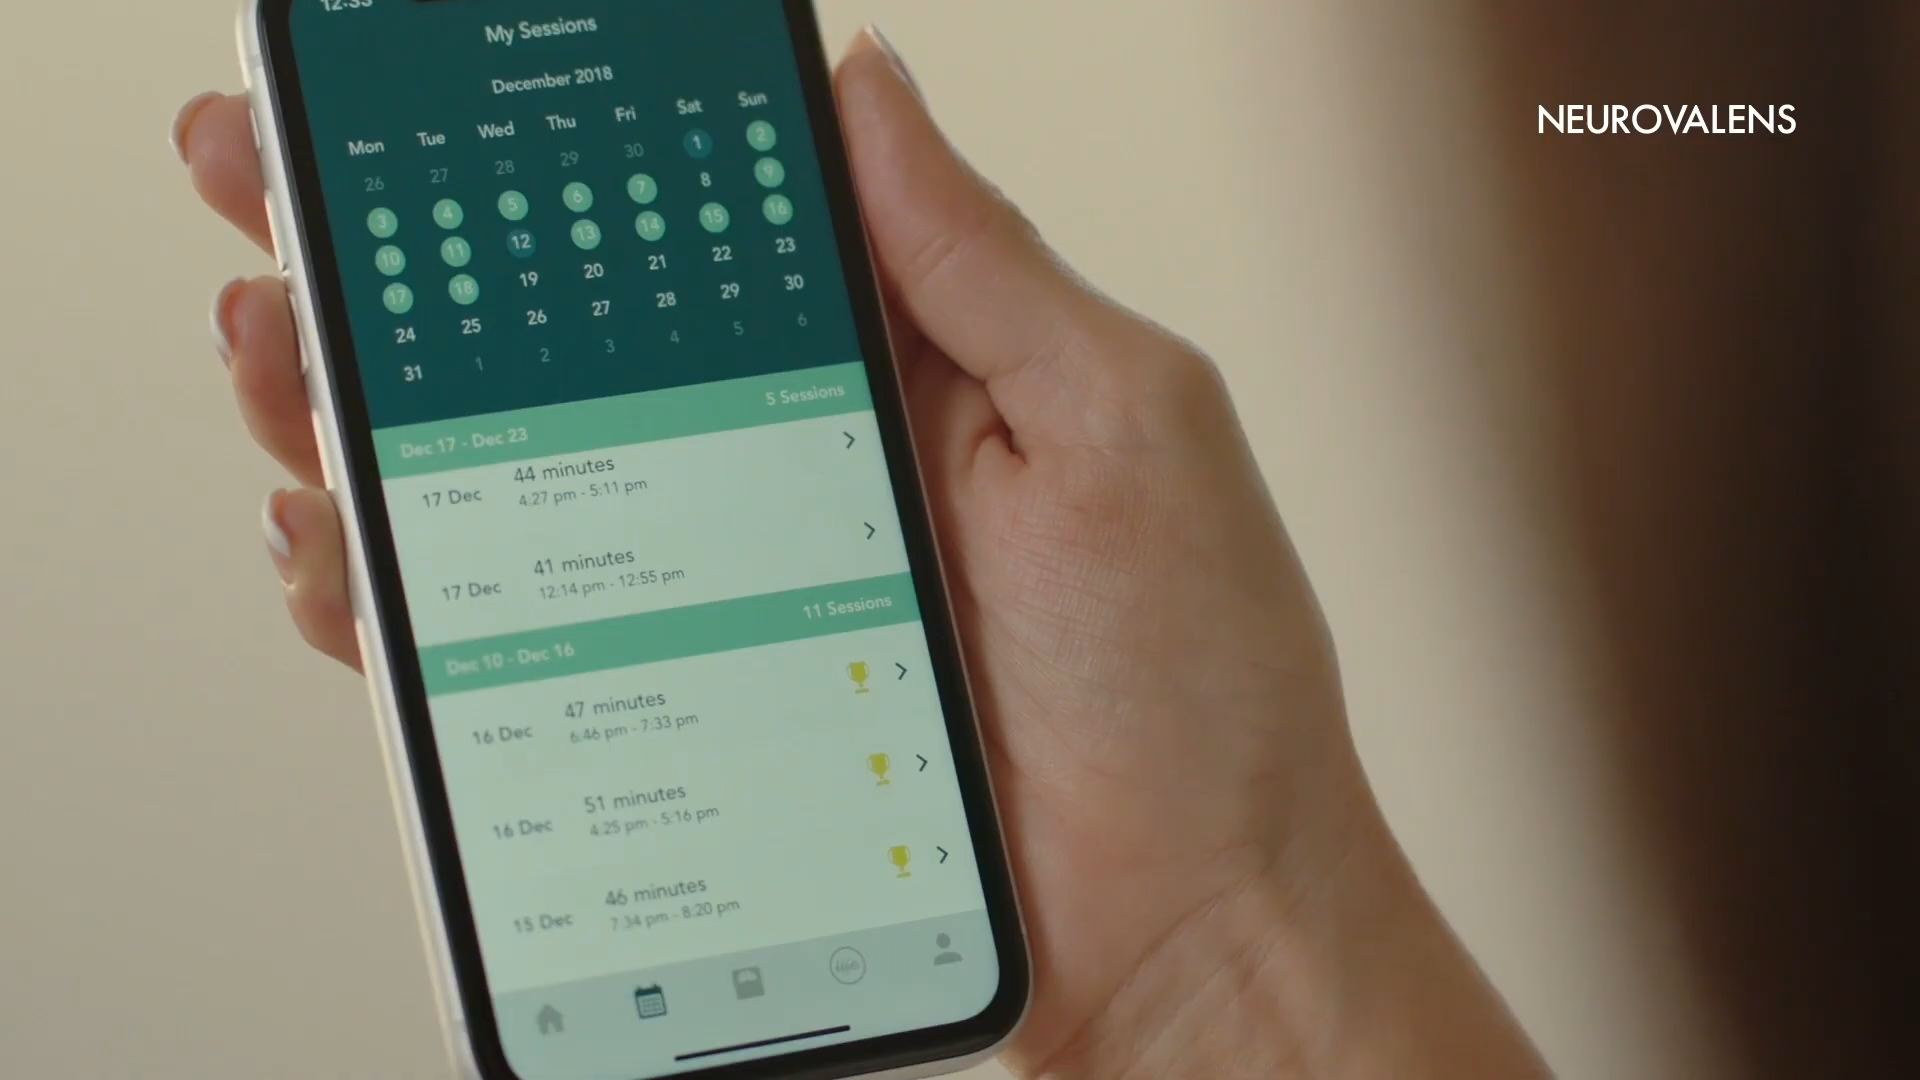 12:33
My Sessions
December 2018
Mon Tue Wed Thu Fri Sat Sun
26 27 28 29 30 1 2
3 4 5 6 7 8 9
10 11 12 13 14 15 16
17 18 19 20 21 22 23
24 25 26 27 28 29 30
31 1 2 3 4 5 6
Dec 17 - Dec 23 5 Sessions
17 Dec 44 minutes
4:27 pm - 5:11 pm
17 Dec 41 minutes
12:14 pm - 12:55 pm
Dec 10 - Dec 16 11 Sessions
16 Dec 47 minutes
6:46 pm - 7:33 pm
16 Dec 51 minutes
4:25 pm - 5:16 pm
15 Dec 46 minutes
7:34 pm - 8:20 pm
NEUROVALENS